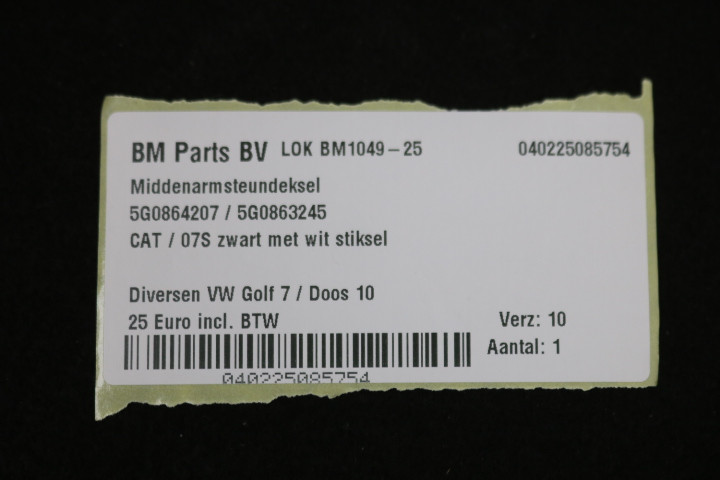 BM Parts BV LOK BM1049-25 040225085754
Middenarmsteundeksel
5G0864207 / 5G0863245
CAT / 07S zwart met wit stiksel
Diversen VW Golf 7 / Doos 10
25 Euro incl. BTW Verz: 10
Aantal: 1
040225085754